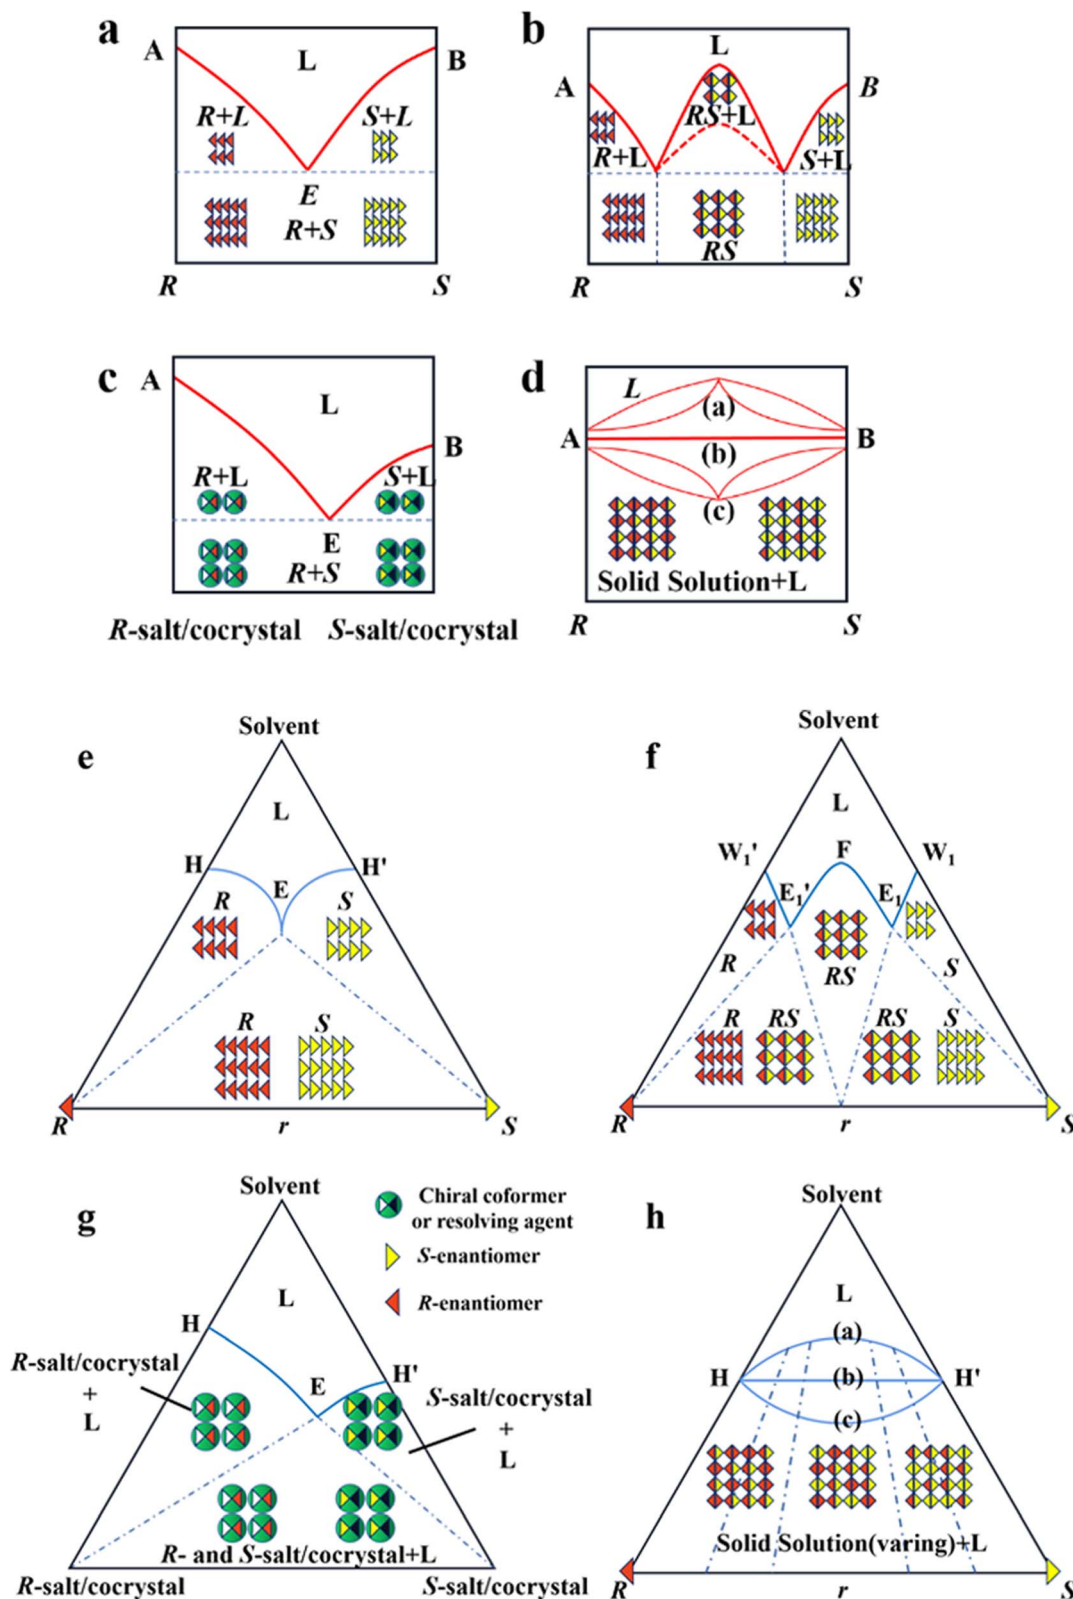 a
A
L
B
R+L
S+L
E
R+S
R
S
b
L
A
B
RS+L
R+L
S+L
RS
R
S
c
A
L
B
R+L
S+L
E
R+S
R-salt/cocrystal
S-salt/cocrystal
d
L
(a)
A
B
(b)
(c)
Solid Solution+L
R
S
e
Solvent
L
H
H'
E
R
S
R
S
R
r
S
f
Solvent
L
W₁'
F
W₁
E₁'
E₁
R
RS
S
R
RS
RS
S
R
r
S
g
Solvent
Chiral coformer
or resolving agent
S-enantiomer
R-enantiomer
L
H
R-salt/cocrystal
+
L
E
H'
S-salt/cocrystal
+
L
R- and S-salt/cocrystal+L
R-salt/cocrystal
S-salt/cocrystal
h
Solvent
L
(a)
H
(b)
H'
(c)
Solid Solution(varing)+L
R
r
S